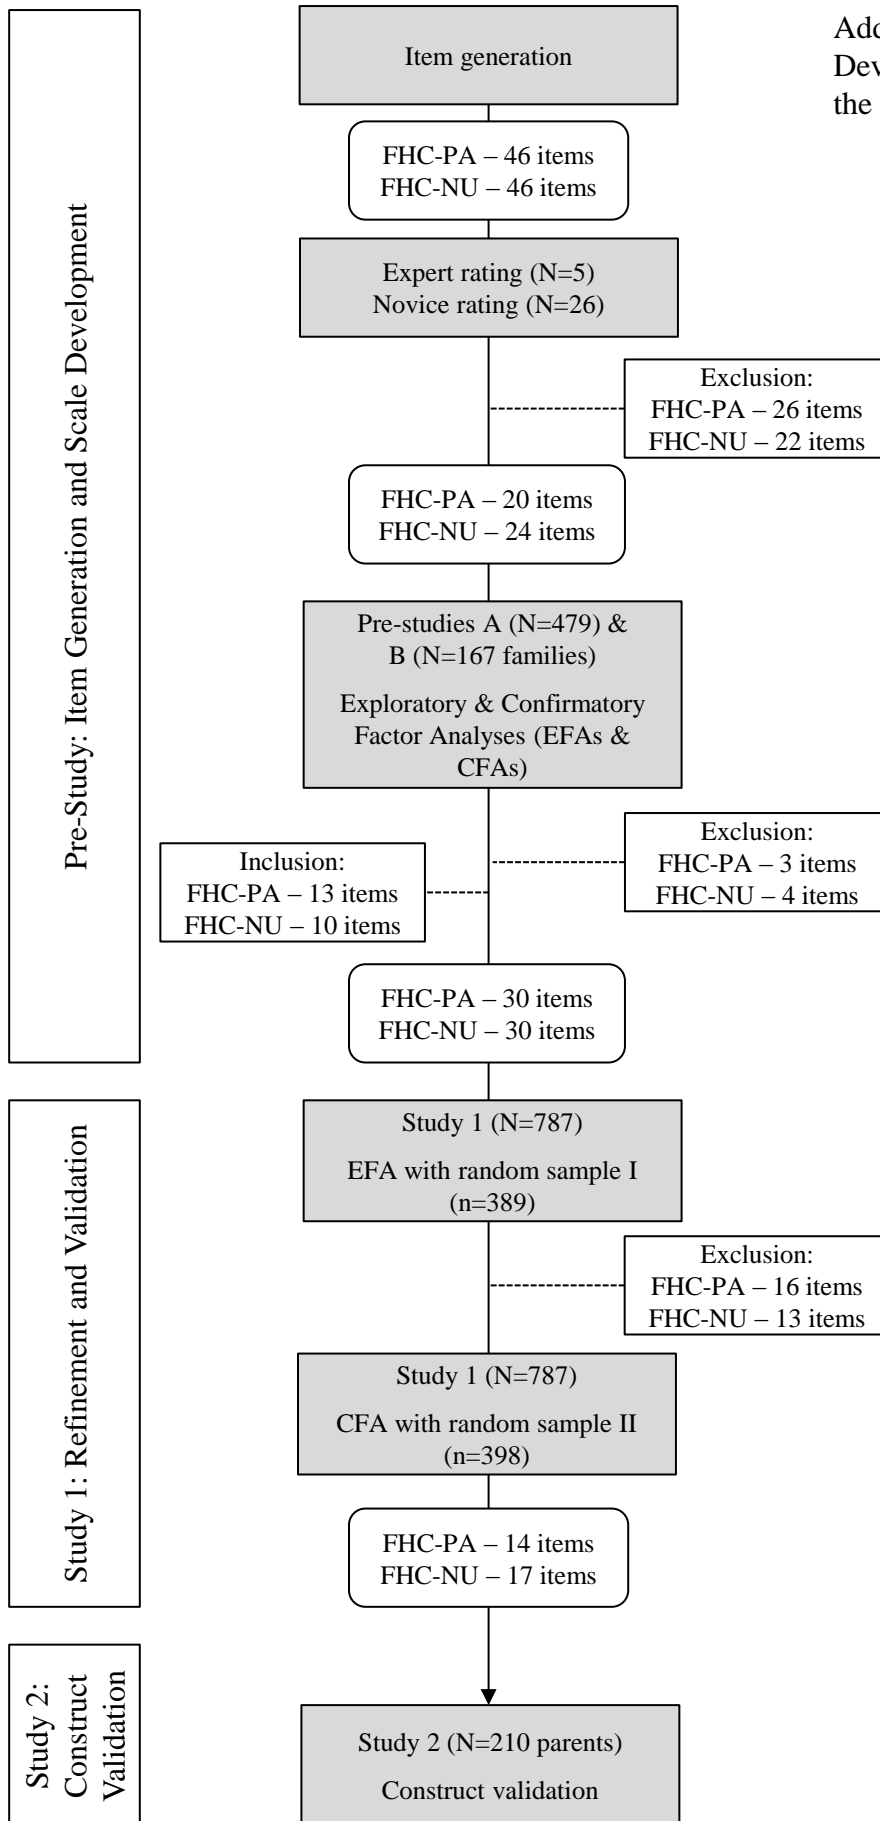 Item generation
FHC-PA – 46 items
FHC-NU – 46 items
Expert rating (N=5)
Novice rating (N=26)
Exclusion:
FHC-PA – 26 items
FHC-NU – 22 items
FHC-PA – 20 items
FHC-NU – 24 items
Pre-studies A (N=479) &
B (N=167 families)
Exploratory & Confirmatory
Factor Analyses (EFAs &
CFAs)
Exclusion:
FHC-PA – 3 items
FHC-NU – 4 items
Inclusion:
FHC-PA – 13 items
FHC-NU – 10 items
FHC-PA – 30 items
FHC-NU – 30 items
Pre-Study: Item Generation and Scale Development
Study 1 (N=787)
EFA with random sample I
(n=389)
Exclusion:
FHC-PA – 16 items
FHC-NU – 13 items
Study 1 (N=787)
CFA with random sample II
(n=398)
FHC-PA – 14 items
FHC-NU – 17 items
Study 1: Refinement and Validation
Study 2:
Construct
Validation
Study 2 (N=210 parents)
Construct validation
the